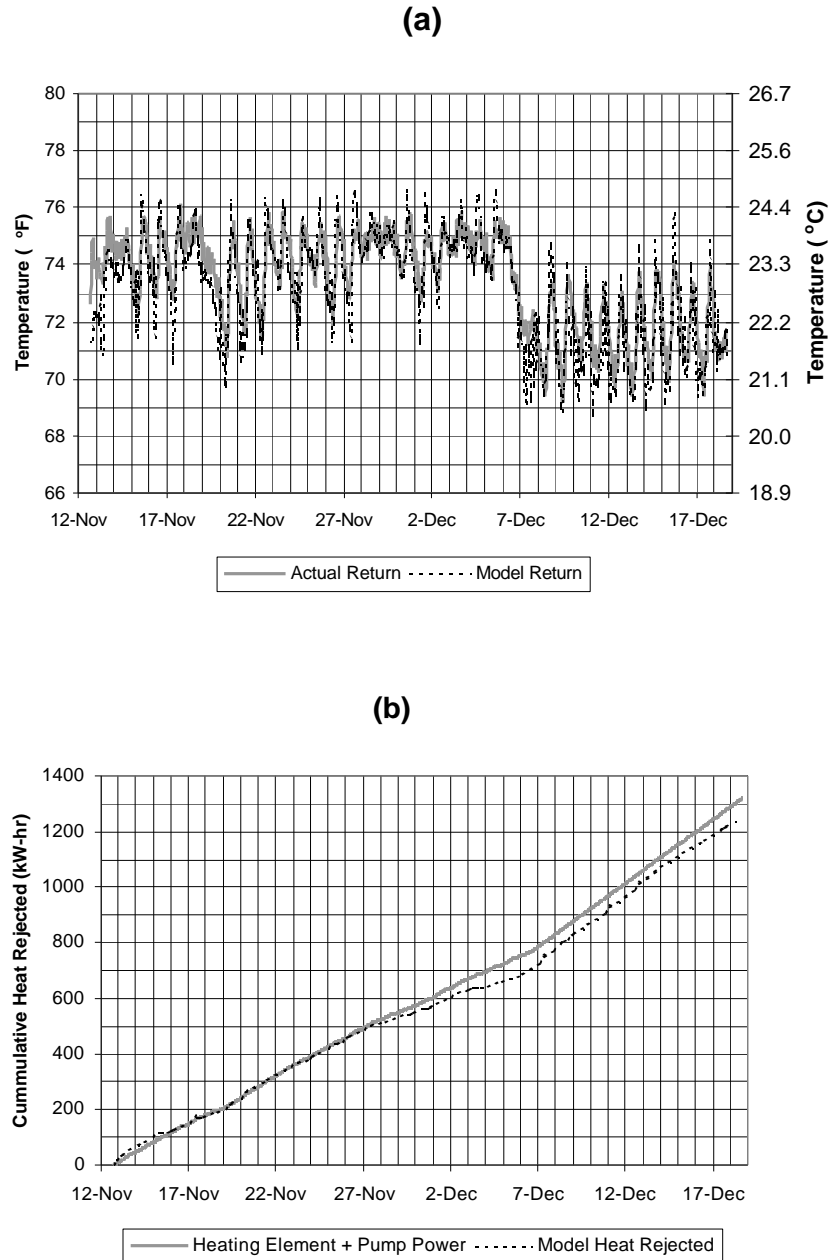 (a)
80
78
76
74
72
70
68
66
Temperature ( °F)
26.7
25.6
24.4
23.3
22.2
21.1
20.0
18.9
Temperature ( °C)
12-Nov 17-Nov 22-Nov 27-Nov 2-Dec 7-Dec 12-Dec 17-Dec
Actual Return Model Return
(b)
1400
1200
1000
800
600
400
200
0
Cummulative Heat Rejected (kW-hr)
12-Nov 17-Nov 22-Nov 27-Nov 2-Dec 7-Dec 12-Dec 17-Dec
Heating Element + Pump Power Model Heat Rejected